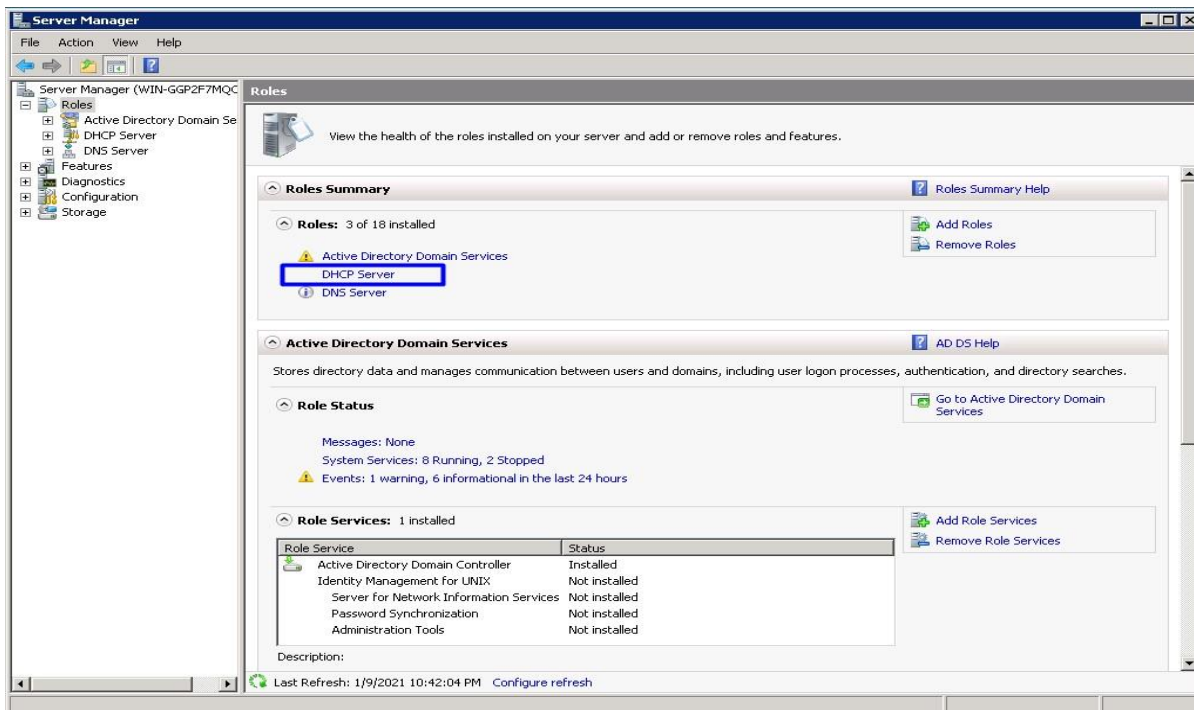 Server Manager
File Action View Help
Server Manager (WIN-GGP2F7MQC
Roles
Active Directory Domain Se
DHCP Server
DNS Server
Features
Diagnostics
Configuration
Storage
Roles
View the health of the roles installed on your server and add or remove roles and features.
Roles Summary
Roles Summary Help
Roles: 3 of 18 installed
Add Roles
Remove Roles
Active Directory Domain Services
DHCP Server
DNS Server
Active Directory Domain Services
AD DS Help
Stores directory data and manages communication between users and domains, including user logon processes, authentication, and directory searches.
Role Status
Go to Active Directory Domain
Services
Messages: None
System Services: 8 Running, 2 Stopped
Events: 1 warning, 6 informational in the last 24 hours
Role Services: 1 installed
Add Role Services
Remove Role Services
Role Service Status
Active Directory Domain Controller Installed
Identity Management for UNIX Not installed
Server for Network Information Services Not installed
Password Synchronization Not installed
Administration Tools Not installed
Description:
Last Refresh: 1/9/2021 10:42:04 PM Configure refresh